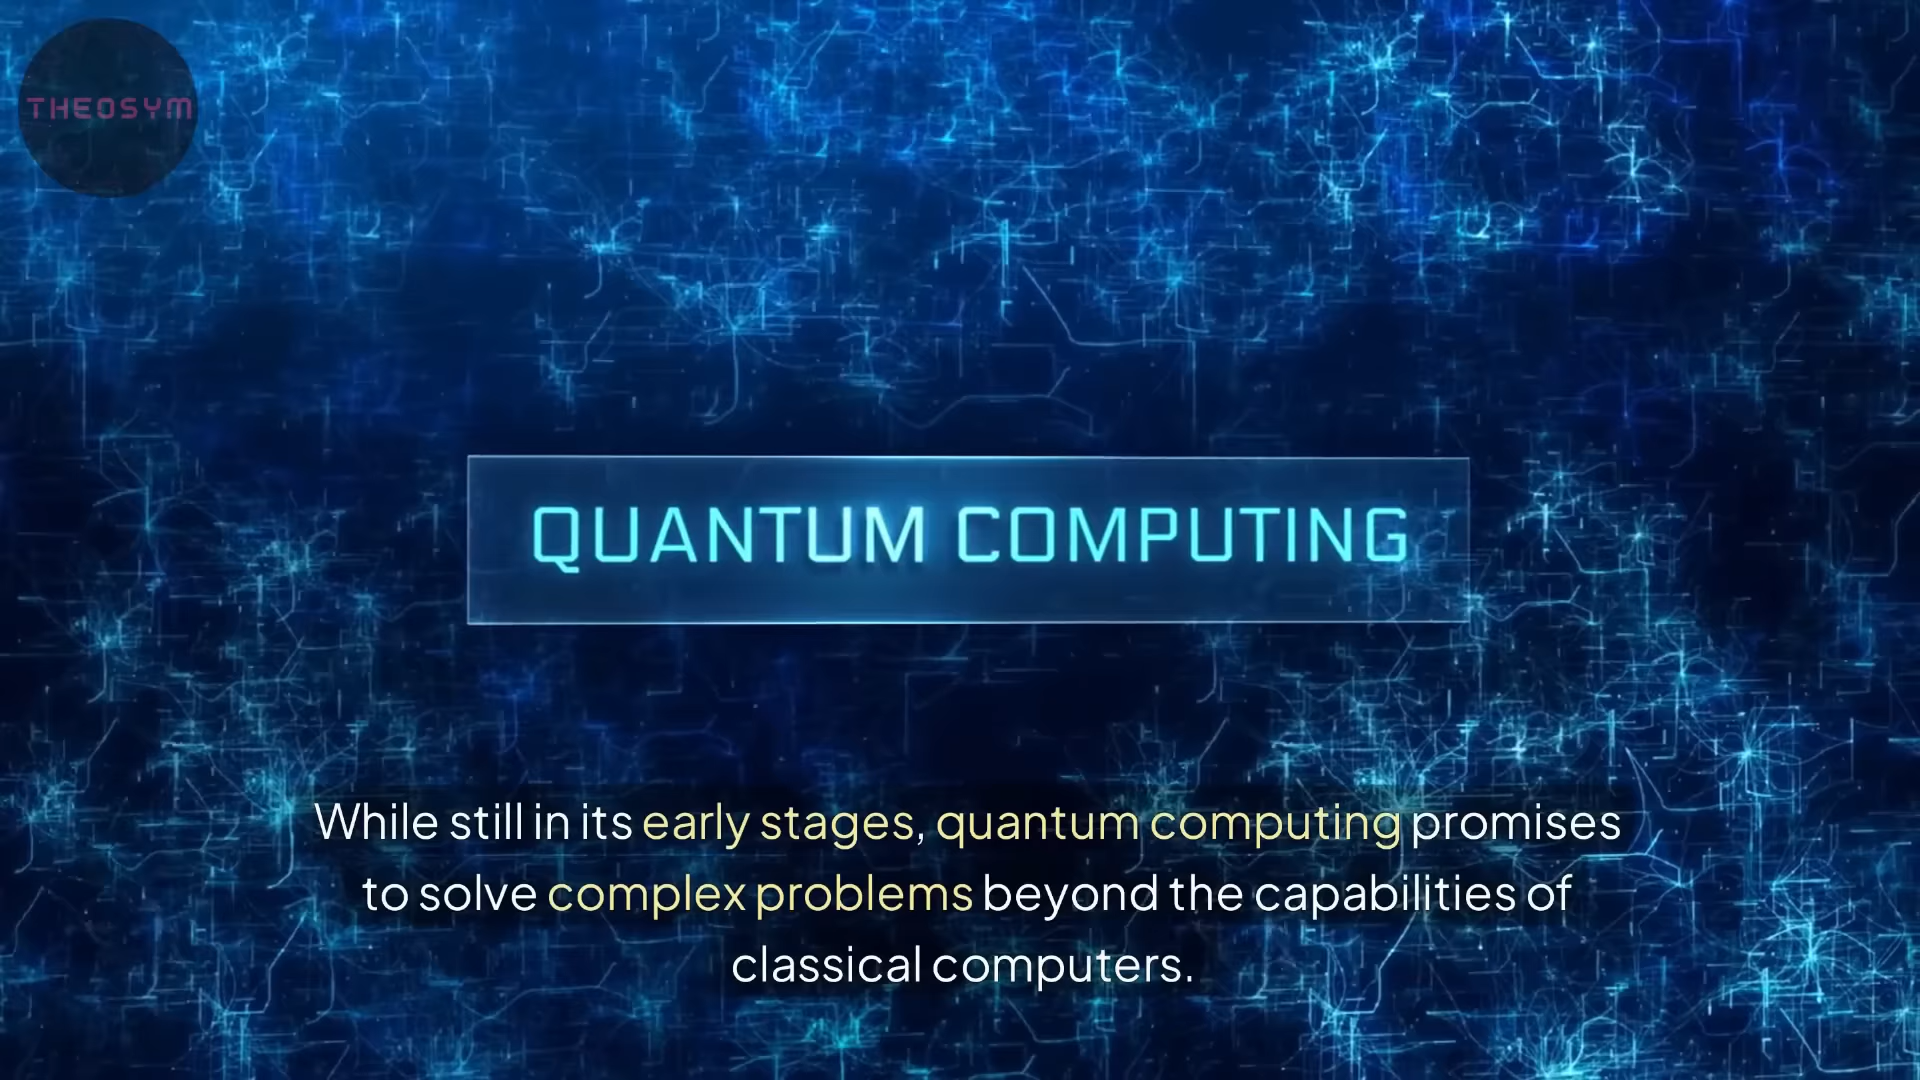 THEOSYM
QUANTUM COMPUTING
While still in its early stages, quantum computing promises
to solve complex problems beyond the capabilities of
classical computers.